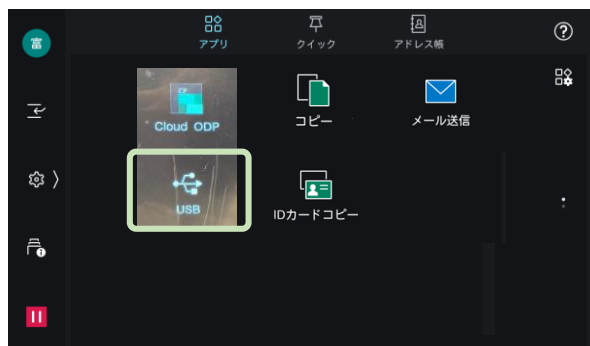 富
アプリ
クイック
アドレス帳
CP
Cloud ODP
コピー
メール送信
USB
IDカードコピー